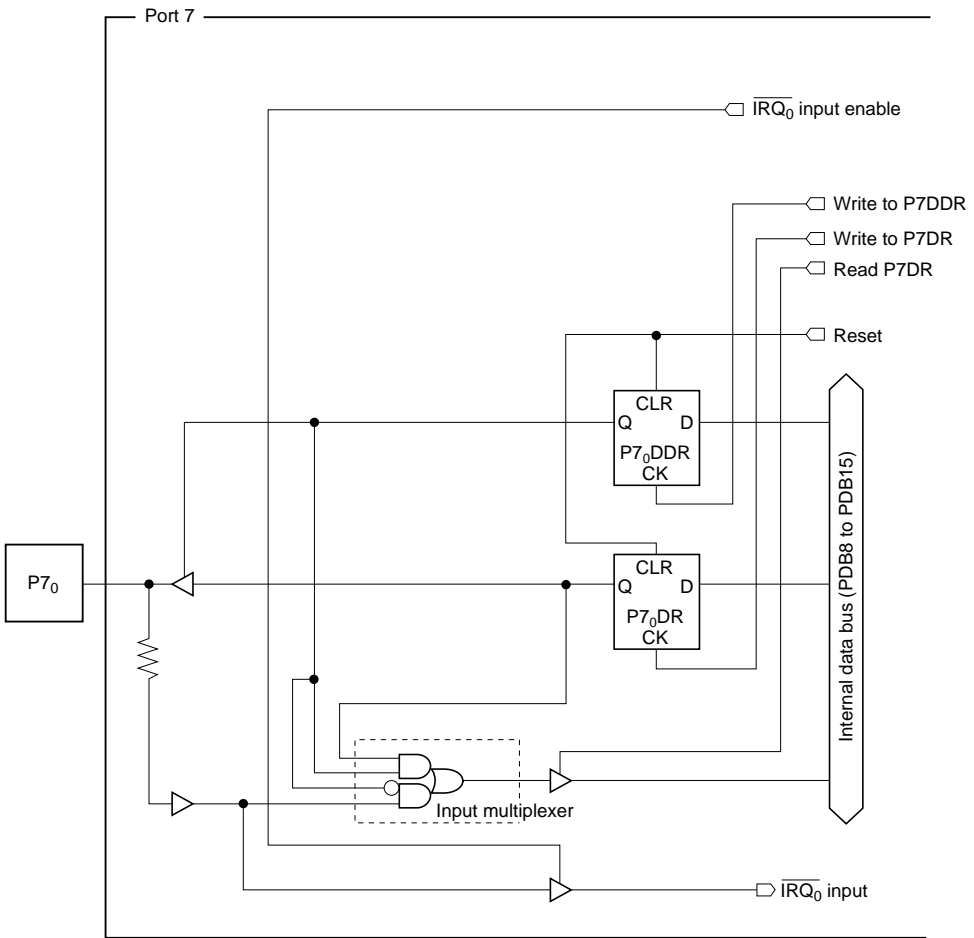 Port 7
IRQ₀ input enable
Write to P7DDR
Write to P7DR
Read P7DR
Reset
CLR
Q D
P7₀DDR
CK
P7₀
CLR
Q D
P7₀DR
CK
Internal data bus (PDB8 to PDB15)
Input multiplexer
IRQ₀ input